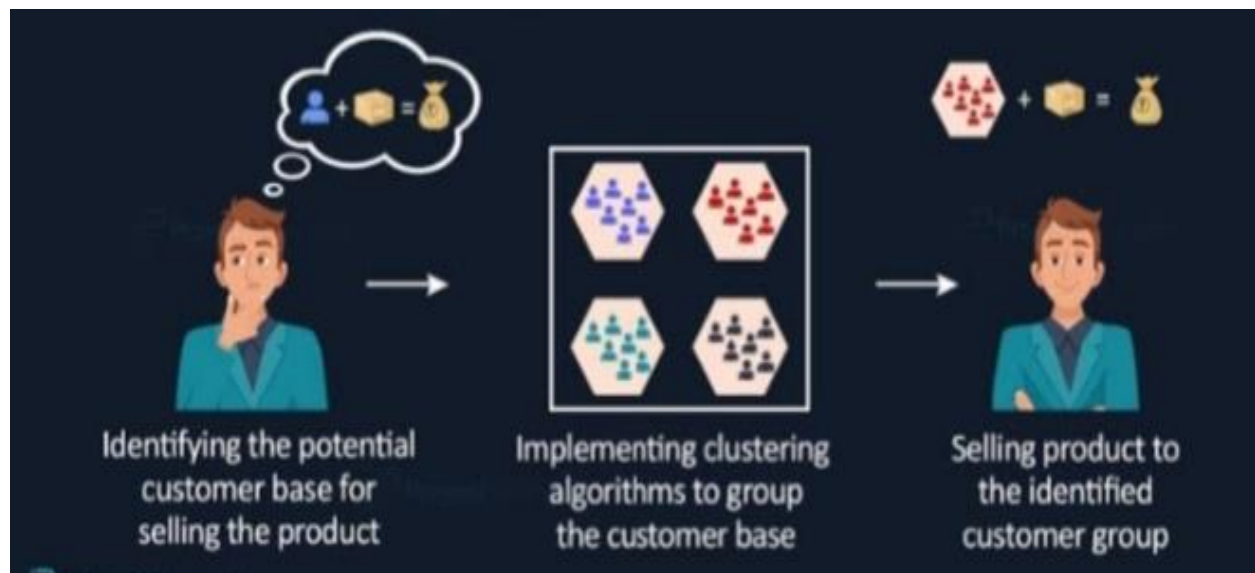 Identifying the potential
customer base for
selling the product
Implementing clustering
algorithms to group
the customer base
Selling product to
the identified
customer group